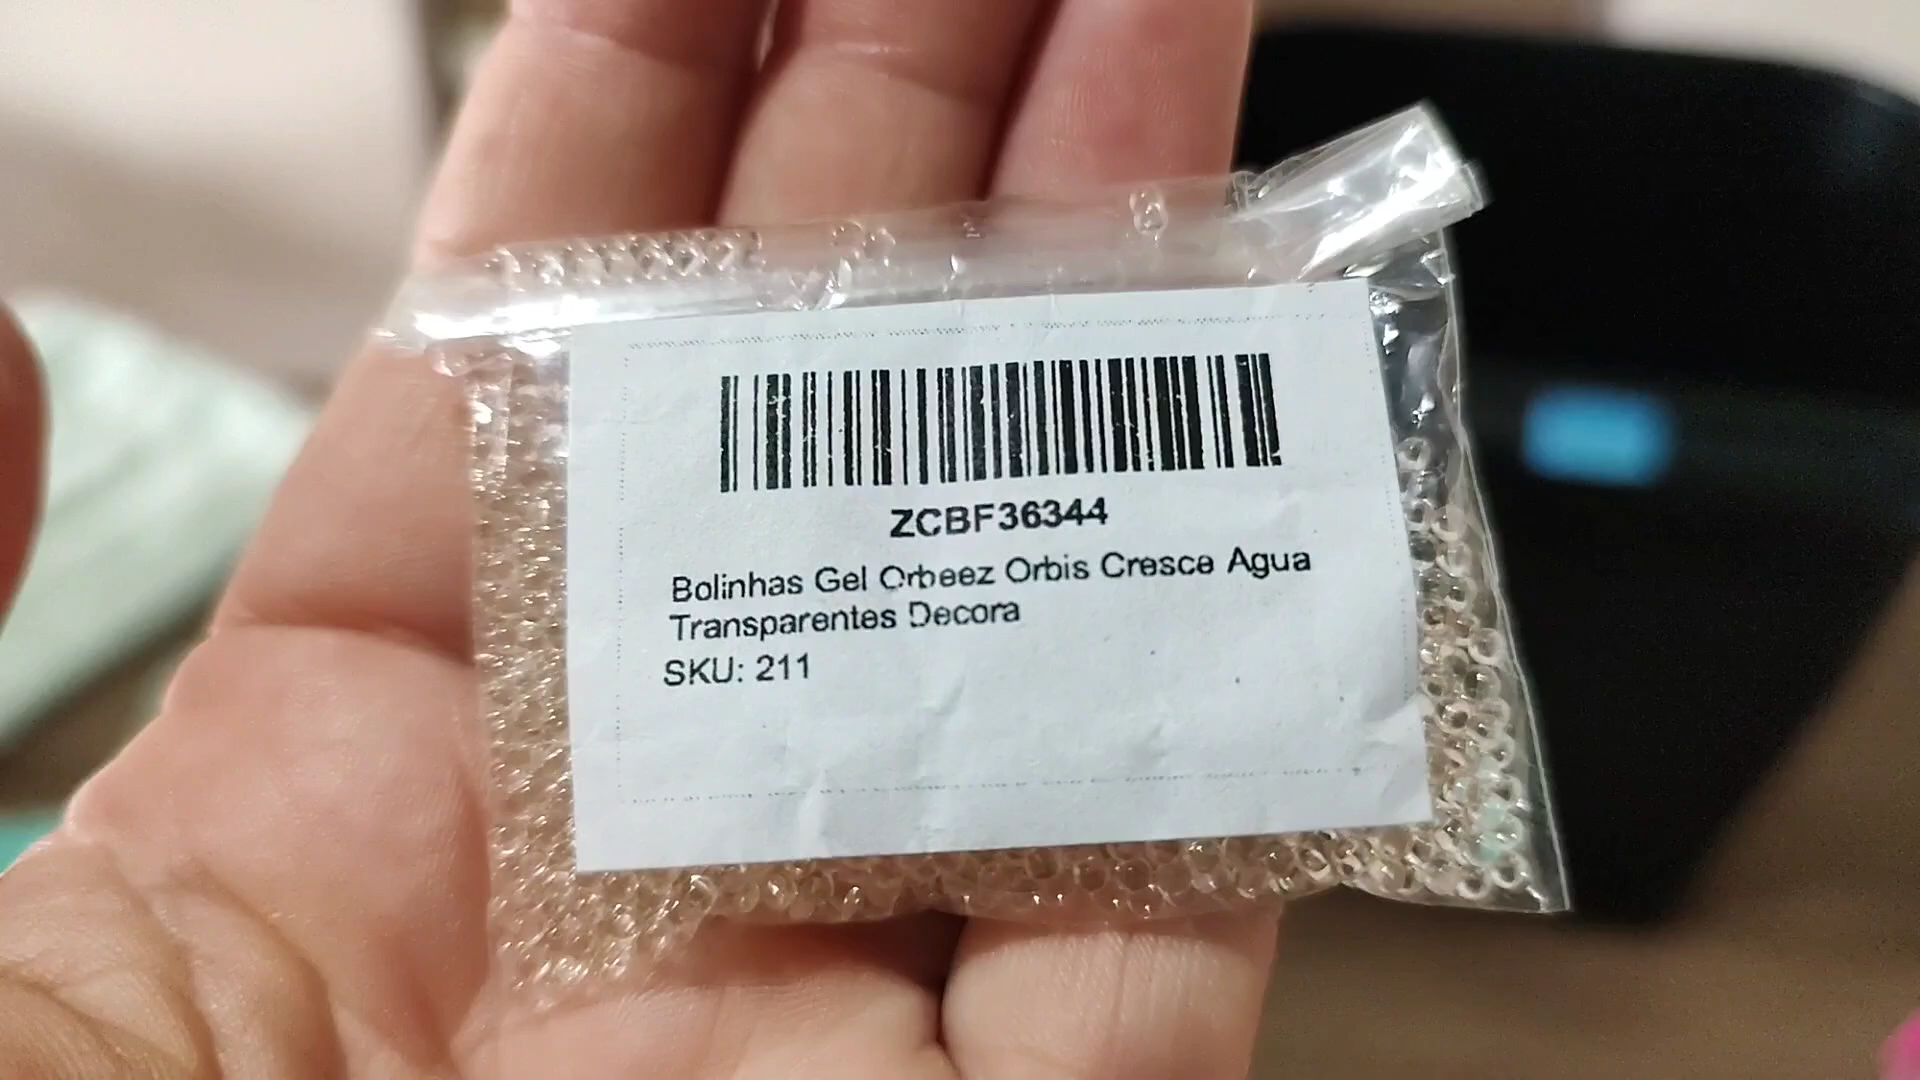 ZCBF36344
Bolinhas Gel Orbeez Orbis Cresce Agua
Transparentes Decora
SKU: 211